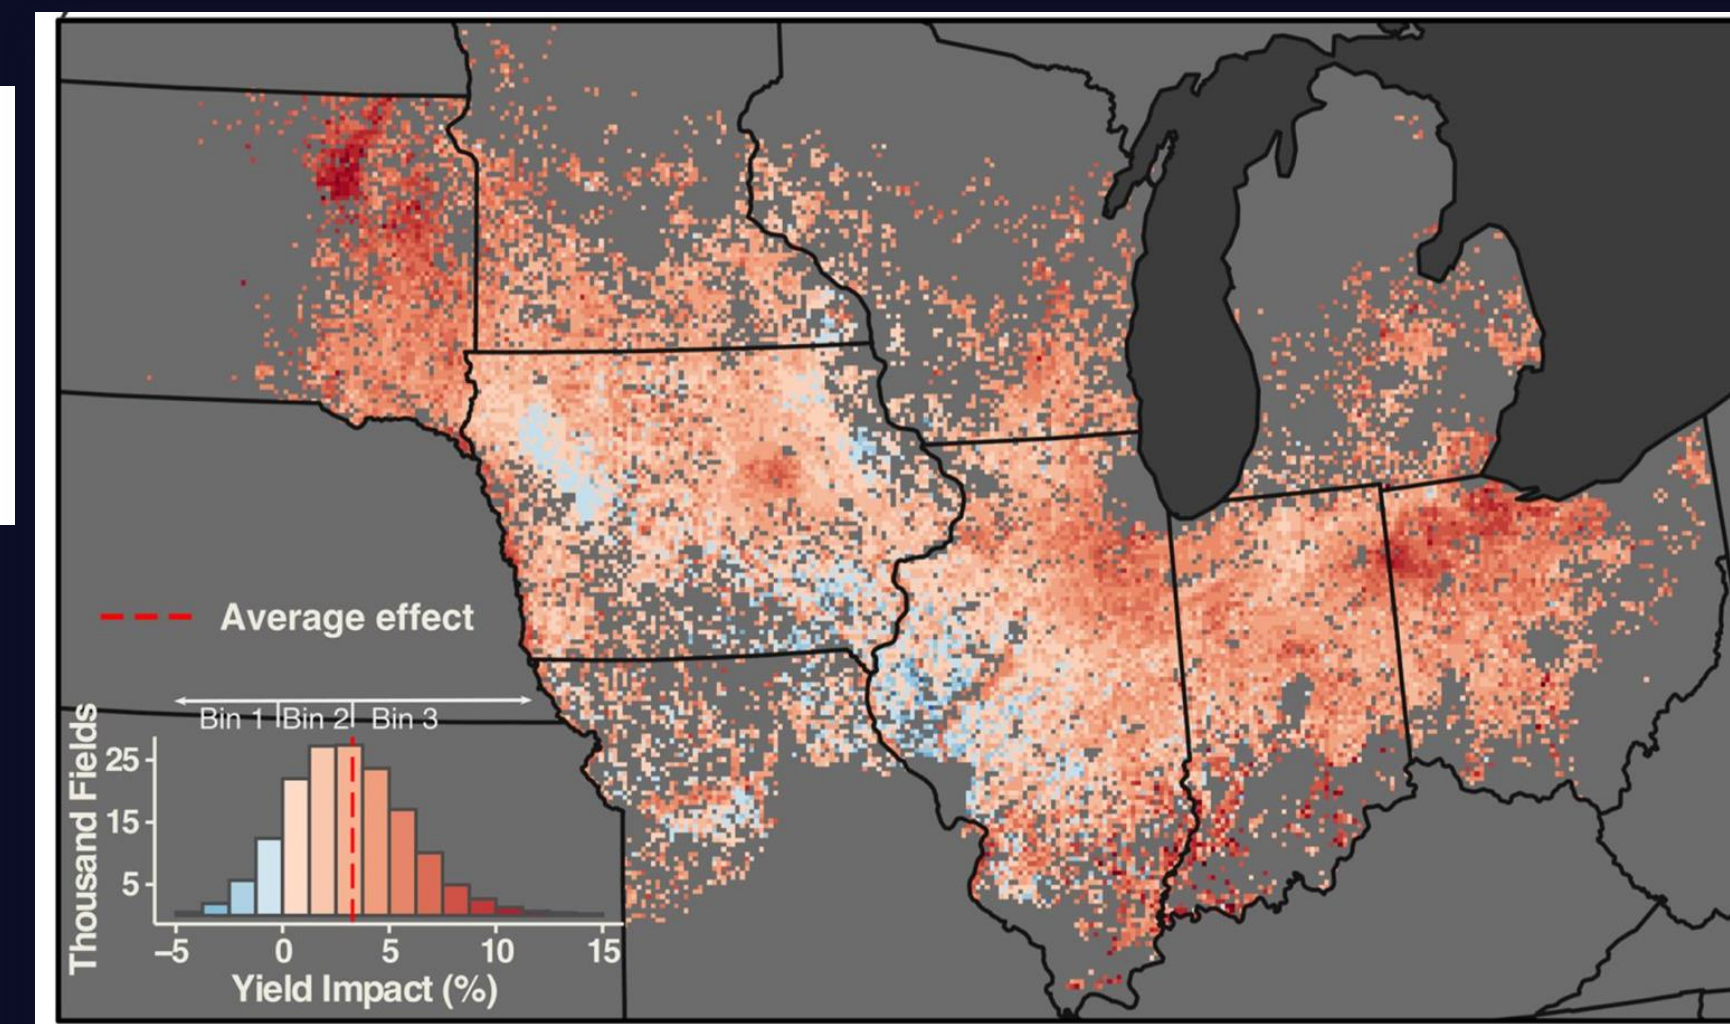 Average effect
Bin 1 Bin 2 Bin 3
Thousand Fields
25
15
5
−5 0 5 10 15
Yield Impact (%)